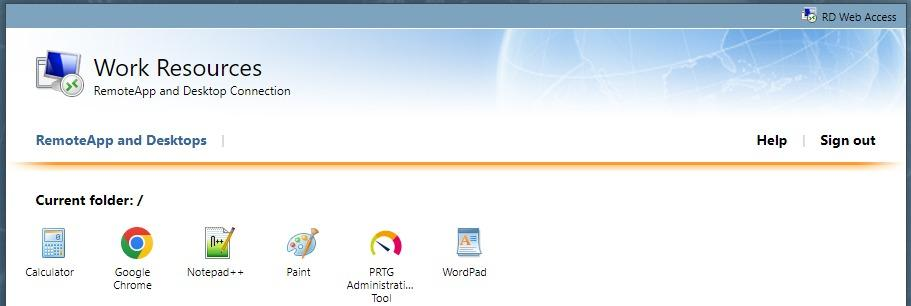 RD Web Access
Work Resources
RemoteApp and Desktop Connection
RemoteApp and Desktops | Help | Sign out
Current folder: /
Calculator
Google
Chrome
Notepad++
Paint
PRTG
Administrati...
Tool
WordPad